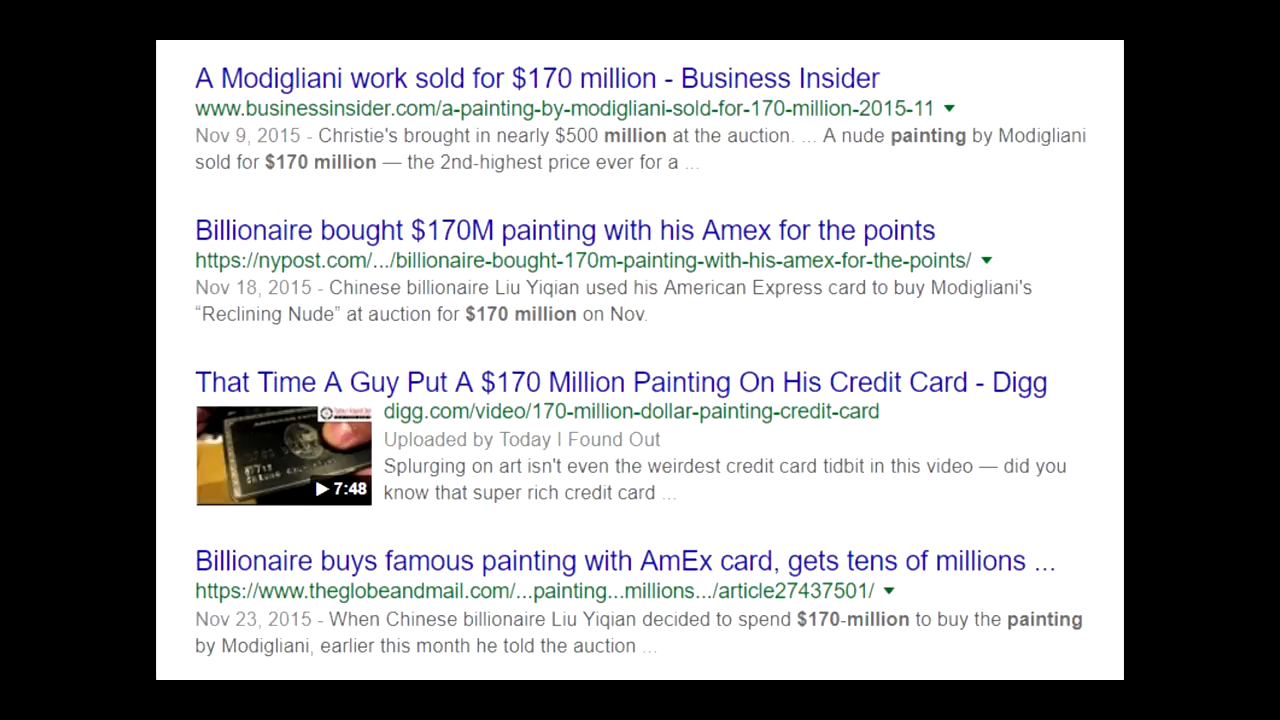 A Modigliani work sold for $170 million - Business Insider
www.businessinsider.com/a-painting-by-modigliani-sold-for-170-million-2015-11
Nov 9, 2015 - Christie's brought in nearly $500 million at the auction. ... A nude painting by Modigliani
sold for $170 million — the 2nd-highest price ever for a ...
Billionaire bought $170M painting with his Amex for the points
https://nypost.com/.../billionaire-bought-170m-painting-with-his-amex-for-the-points/
Nov 18, 2015 - Chinese billionaire Liu Yiqian used his American Express card to buy Modigliani's
“Reclining Nude” at auction for $170 million on Nov.
That Time A Guy Put A $170 Million Painting On His Credit Card - Digg
digg.com/video/170-million-dollar-painting-credit-card
Uploaded by Today I Found Out
7:48
Splurging on art isn't even the weirdest credit card tidbit in this video — did you
know that super rich credit card ...
Billionaire buys famous painting with AmEx card, gets tens of millions ...
https://www.theglobeandmail.com/...painting...millions.../article27437501/
Nov 23, 2015 - When Chinese billionaire Liu Yiqian decided to spend $170-million to buy the painting
by Modigliani, earlier this month he told the auction ...